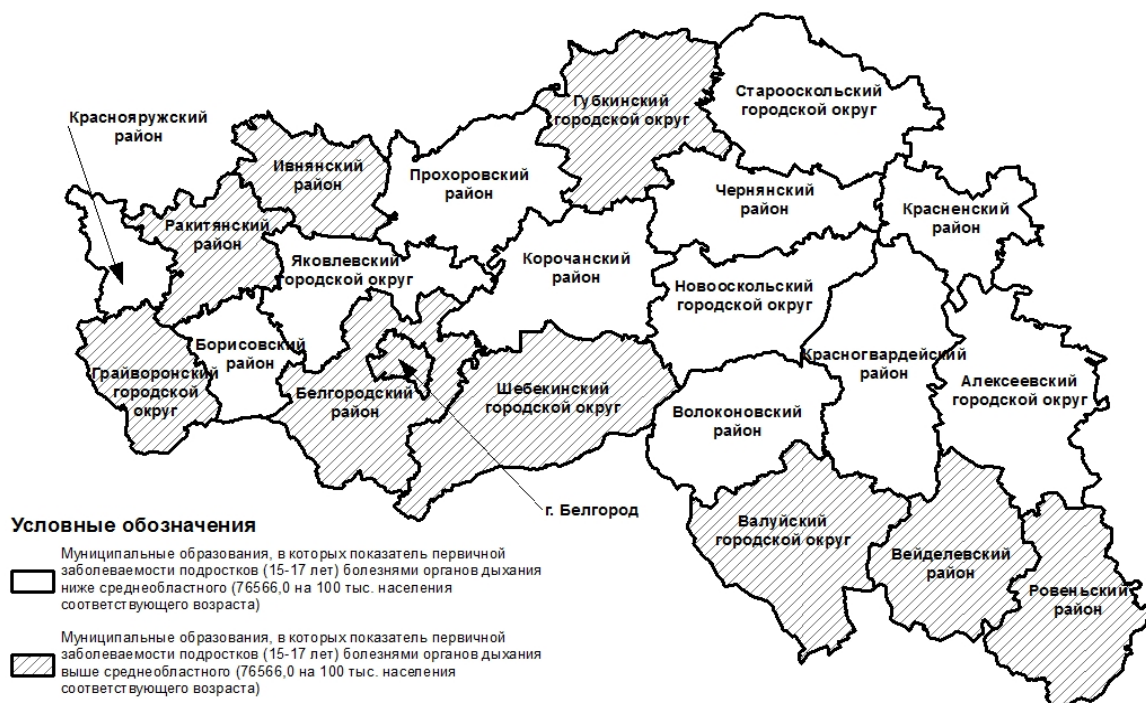 Краснояружский
район
Ивнянский
район
Ракитянский
район
Прохоровский
район
Губкинский
городской округ
Старооскольский
городской округ
Чернянский
район
Красненский
район
Яковлевский
городской округ
Корочанский
район
Новооскольский
городской округ
Борисовский
район
Грайворонский
городской
округ
Белгородский
район
Шебекинский
городской округ
Красногвардейский
район
Алексеевский
городской округ
Волоконовский
район
г. Белгород
Валуйский
городской округ
Вейделевский
район
Ровеньский
район
Условные обозначения
Муниципальные образования, в которых показатель первичной
заболеваемости подростков (15-17 лет) болезнями органов дыхания
ниже среднеобластного (76566,0 на 100 тыс. населения
соответствующего возраста)
Муниципальные образования, в которых показатель первичной
заболеваемости подростков (15-17 лет) болезнями органов дыхания
выше среднеобластного (76566,0 на 100 тыс. населения
соответствующего возраста)